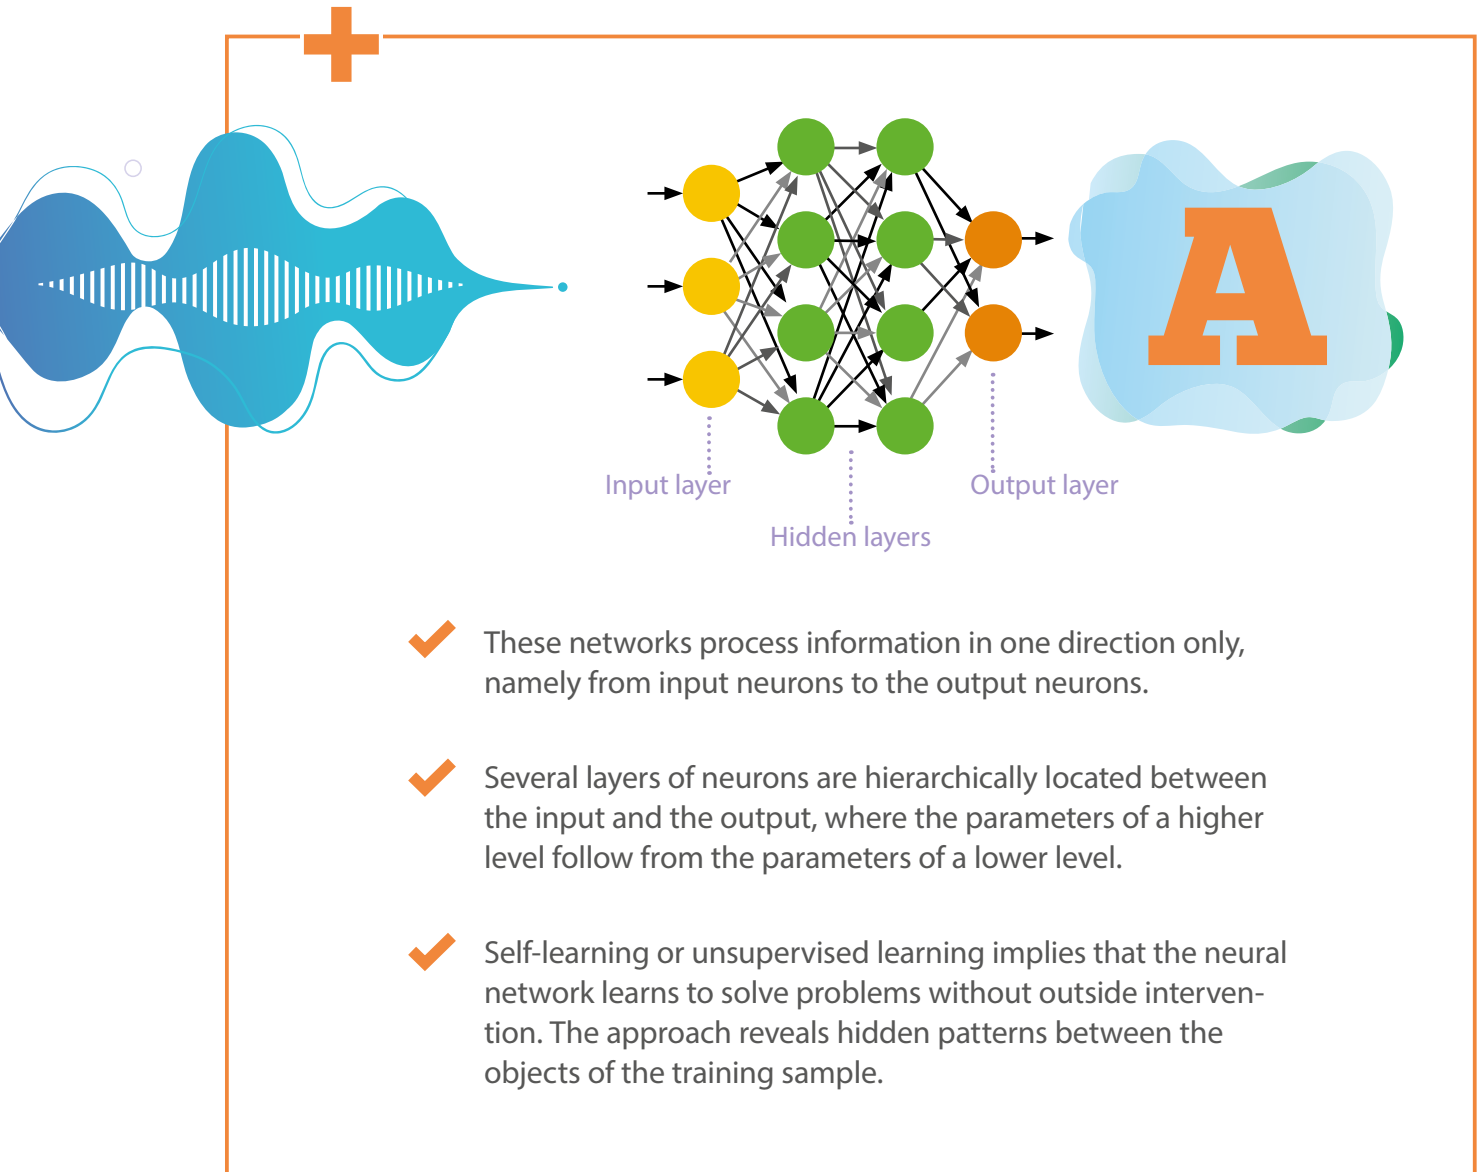 A
Input layer
Output layer
Hidden layers
These networks process information in one direction only,
namely from input neurons to the output neurons.
Several layers of neurons are hierarchically located between
the input and the output, where the parameters of a higher
level follow from the parameters of a lower level.
Self-learning or unsupervised learning implies that the neural
network learns to solve problems without outside interven-
tion. The approach reveals hidden patterns between the
objects of the training sample.